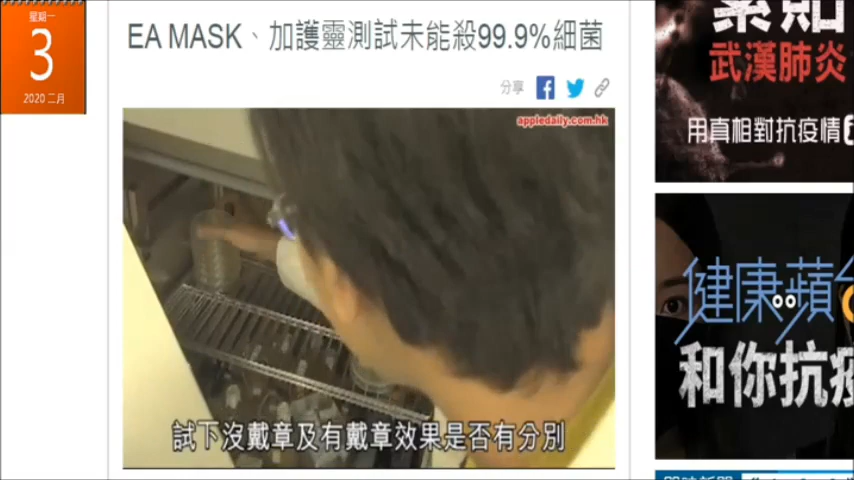 星期一
3
2020 二月
EA MASK、加護靈測試未能殺99.9%細菌
分享
appledaily.com.hk
試下沒戴章及有戴章效果是否有分別
武漢肺炎
用真相對抗疫情
健康蘋
和你抗疫